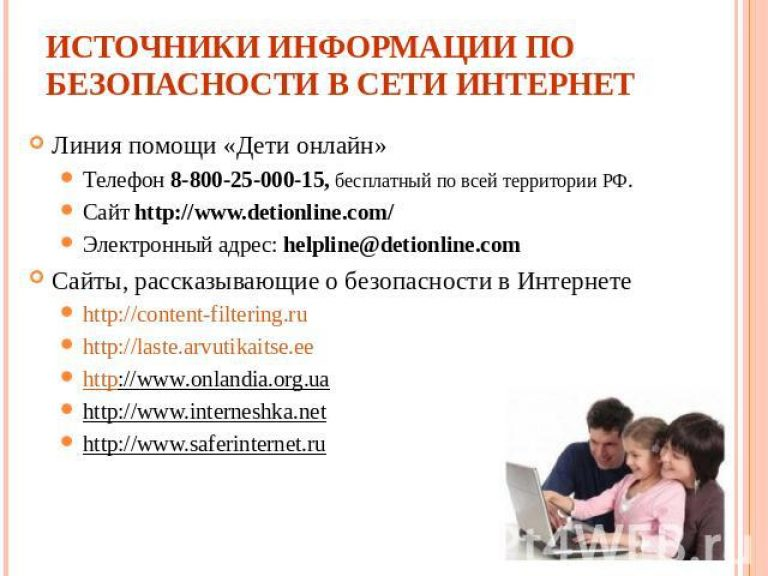 ИСТОЧНИКИ ИНФОРМАЦИИ ПО
БЕЗОПАСНОСТИ В СЕТИ ИНТЕРНЕТ
Линия помощи «Дети онлайн»
Телефон 8-800-25-000-15, бесплатный по всей территории РФ.
Сайт http://www.detionline.com/
Электронный адрес: helpline@detionline.com
Сайты, рассказывающие о безопасности в Интернете
http://content-filtering.ru
http://laste.arvutikaitse.ee
http://www.onlandia.org.ua
http://www.interneshka.net
http://www.saferinternet.ru
Pt4WEB.ru